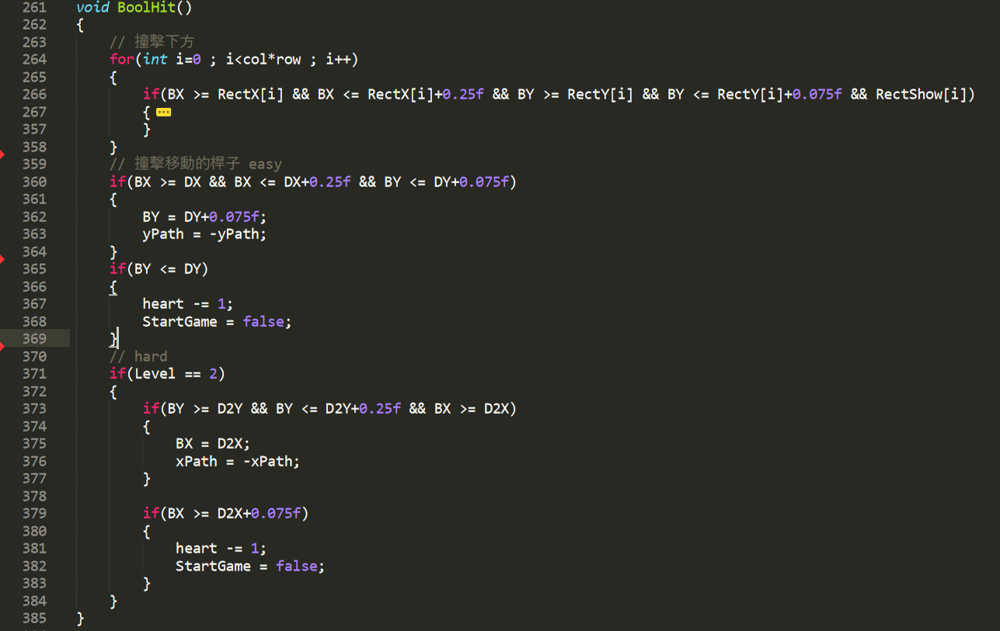 261 void BoolHit()
262 {
263 // 撞擊下方
264 for(int i=0 ; i<col*row ; i++)
265 {
266 if(BX >= RectX[i] && BX <= RectX[i]+0.25f && BY >= RectY[i] && BY <= RectY[i]+0.075f && RectShow[i])
267 { ⋯
357 }
358 }
359 // 撞擊移動的桿子 easy
360 if(BX >= DX && BX <= DX+0.25f && BY <= DY+0.075f)
361 {
362 BY = DY+0.075f;
363 yPath = -yPath;
364 }
365 if(BY <= DY)
366 {
367 heart -= 1;
368 StartGame = false;
369 }
370 // hard
371 if(Level == 2)
372 {
373 if(BY >= D2Y && BY <= D2Y+0.25f && BX >= D2X)
374 {
375 BX = D2X;
376 xPath = -xPath;
377 }
378
379 if(BX >= D2X+0.075f)
380 {
381 heart -= 1;
382 StartGame = false;
383 }
384 }
385 }